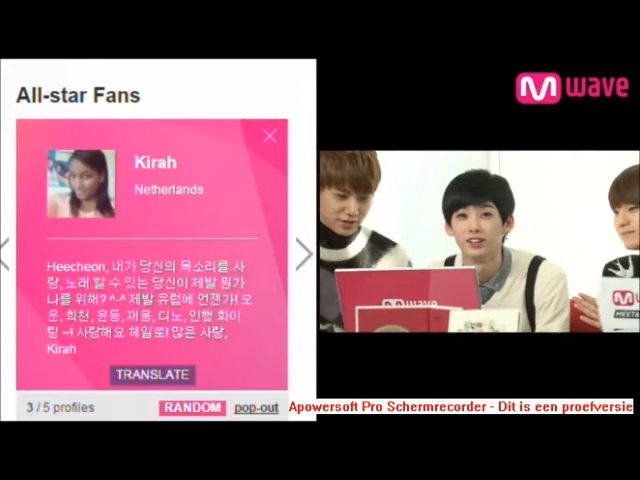 M wave
All-star Fans
Kirah
Netherlands
Heecheon, 내가 당신의 목소리를 사
랑, 노래 할 수 있는 당신이 제발 뭔가
나를 위해? ^-^ 제발 유럽에 언젠가! 오
운, 희천, 윤동, 재용, 디노, 인행 화이
팅 ~! 사랑해요 헤일로! 많은 사랑,
Kirah
TRANSLATE
3 / 5 profiles
RANDOM
pop-out
Apowersoft Pro Schermrecorder - Dit is een proefversie
M wave
MEET&